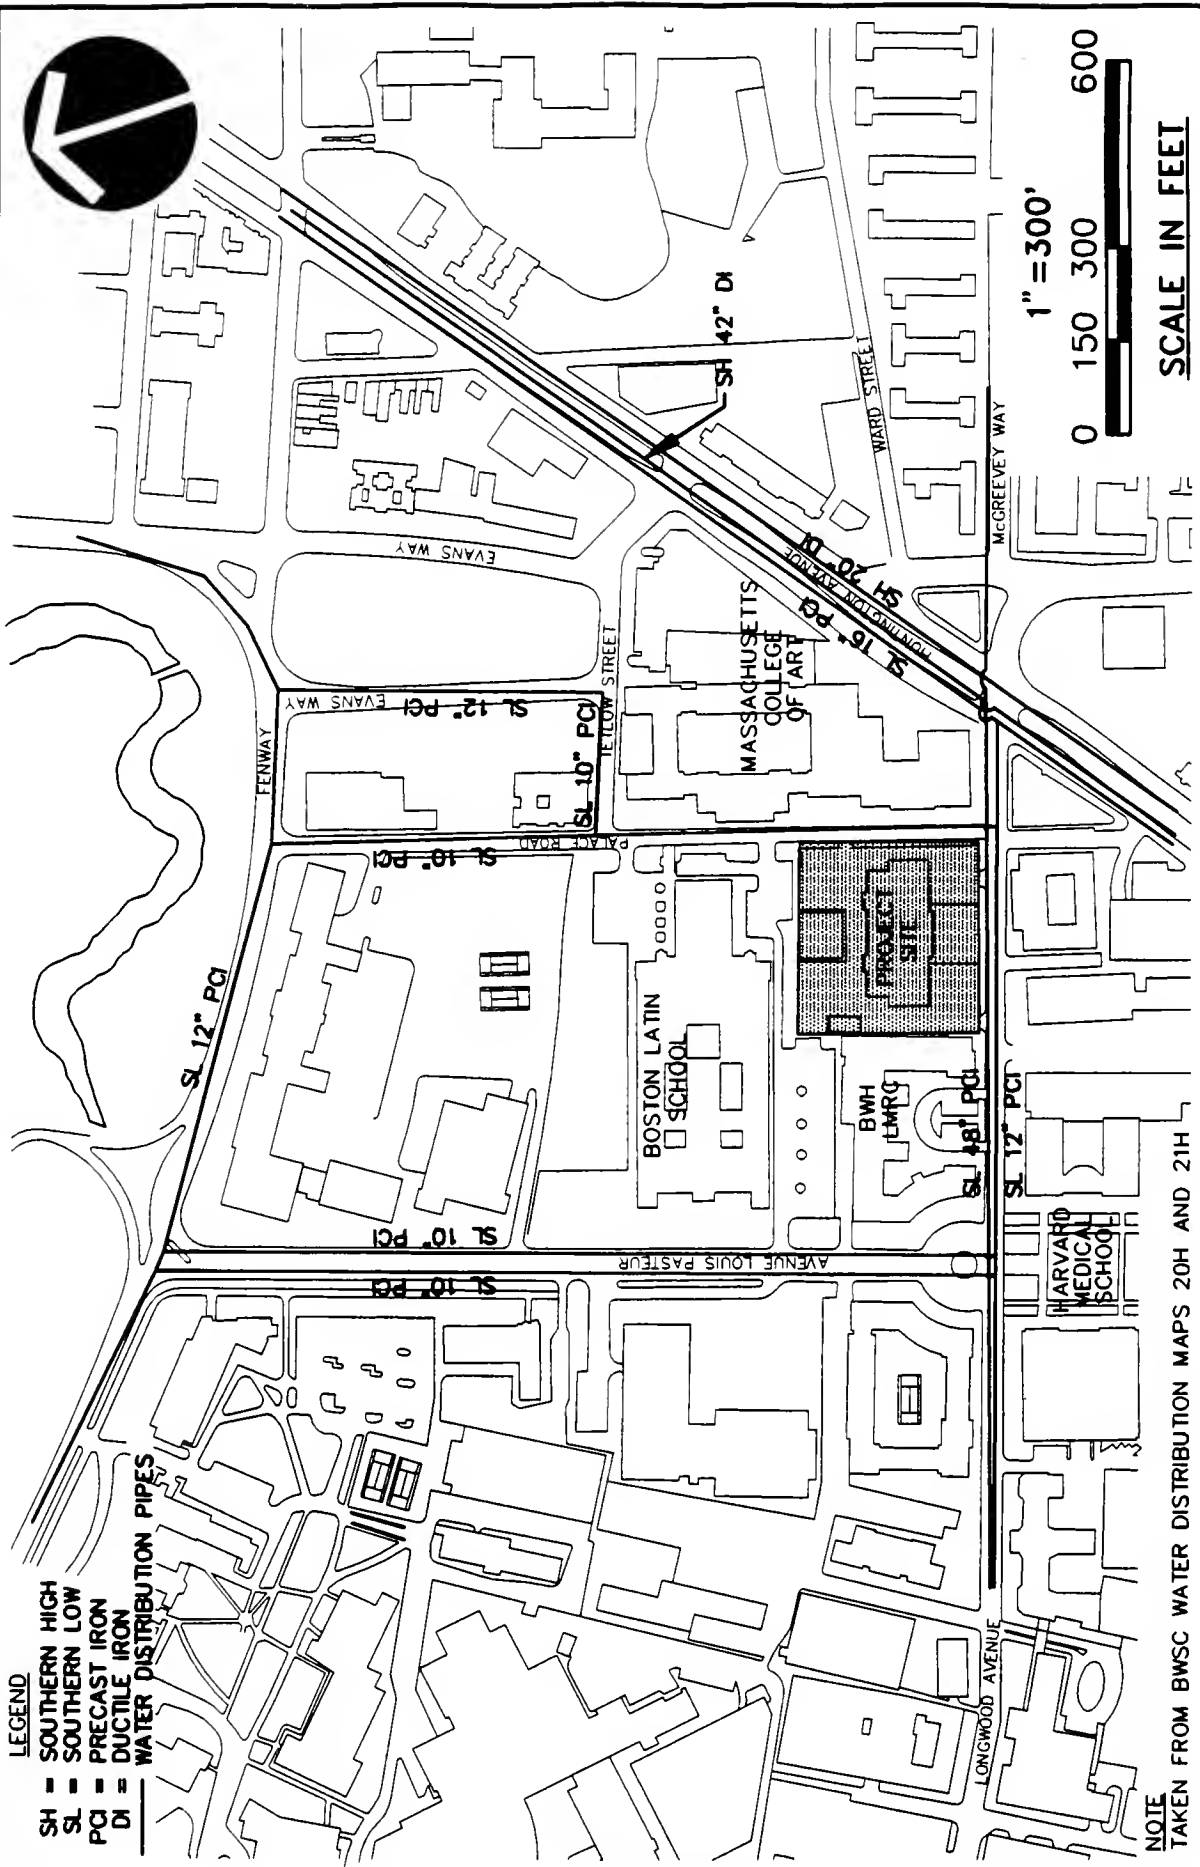 LEGEND
SH = SOUTHERN HIGH
SL = SOUTHERN LOW
PCI = PRECAST IRON
DI = DUCTILE IRON
WATER DISTRIBUTION PIPES
SL 12" PCI
FENWAY
EVANS WAY
SL 12" PCI
EVANS WAY
SL 10" PCI
TETLOW STREET
SL 10" PCI
PALACE ROAD
SL 10" PCI
SL 10" PCI
AVENUE LOUIS PASTEUR
BOSTON LATIN
SCHOOL
MASSACHUSETTS
COLLEGE
OF ART
SH 42" DI
SH 20" DI
HUNTINGTON AVENUE
SL 16" PCI
WARD STREET
McGREEVEY WAY
PROJECT
SITE
BWH
LMRC
SL 48" PCI
SL 12" PCI
HARVARD
MEDICAL
SCHOOL
LONGWOOD AVENUE
1"=300'
0 150 300 600
SCALE IN FEET
NOTE
TAKEN FROM BWSC WATER DISTRIBUTION MAPS 20H AND 21H